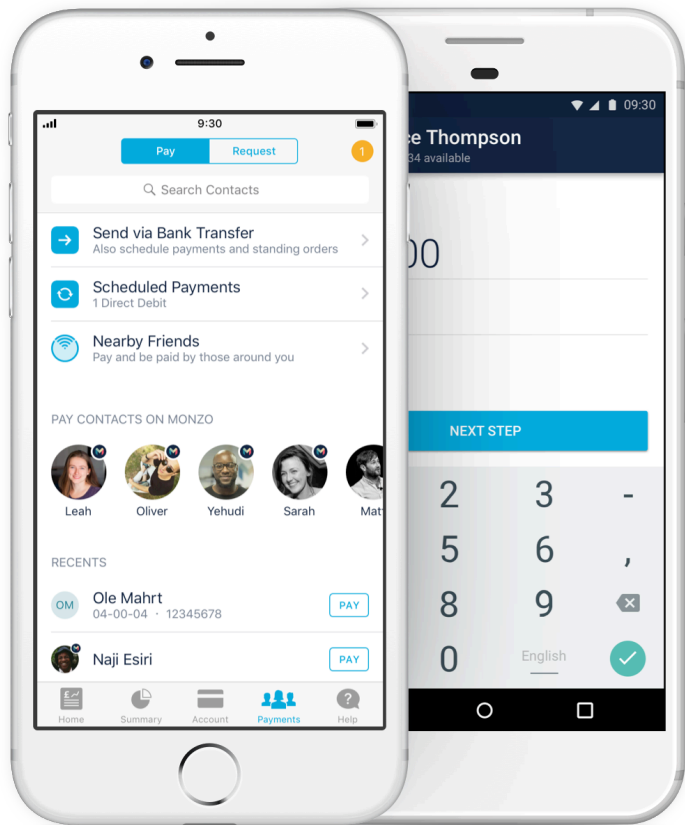 9:30
Pay
Request
1
Search Contacts
Send via Bank Transfer
Also schedule payments and standing orders
Scheduled Payments
1 Direct Debit
Nearby Friends
Pay and be paid by those around you
PAY CONTACTS ON MONZO
Leah
Oliver
Yehudi
Sarah
Mat
RECENTS
OM
Ole Mahrt
04-00-04 · 12345678
PAY
Naji Esiri
PAY
Home
Summary
Account
Payments
Help
09:30
ce Thompson
34 available
00
NEXT STEP
2
3
-
5
6
,
8
9
0
English